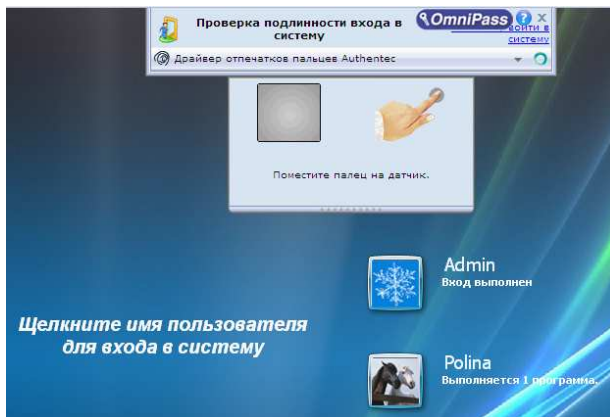 Проверка подлинности входа в
систему
OmniPass
войти в
систему
Драйвер отпечатков пальцев Authentec
Поместите палец на датчик.
Admin
Вход выполнен
Щелкните имя пользователя
для входа в систему
Polina
Выполняется 1 программа.